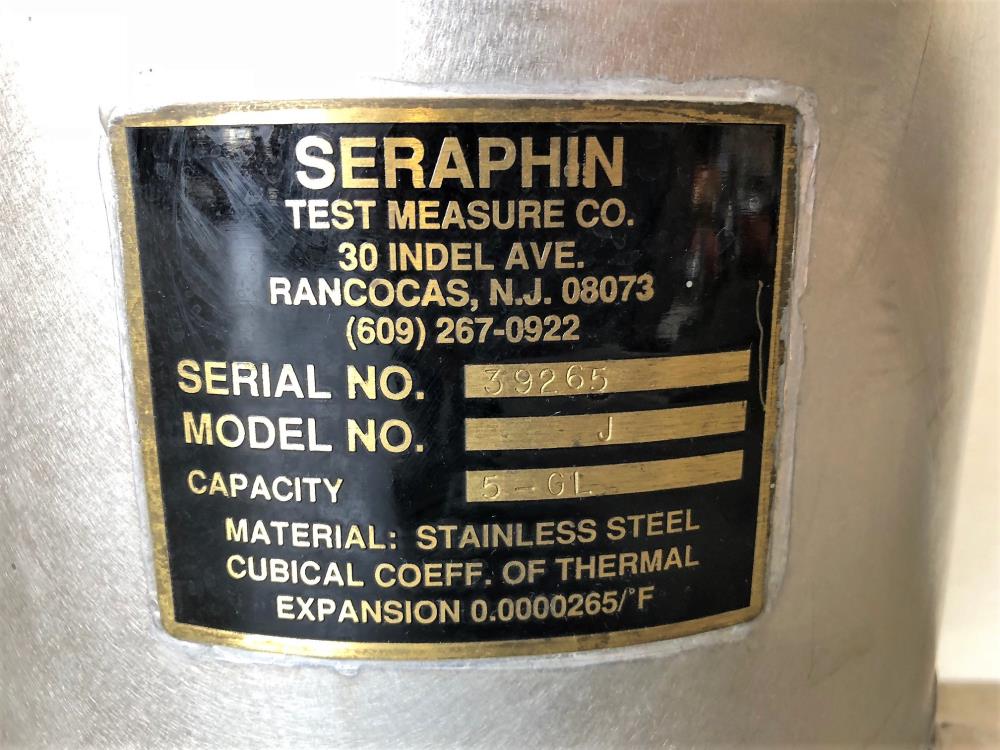 SERAPHIN
TEST MEASURE CO.
30 INDEL AVE.
RANCOCAS, N.J. 08073
(609) 267-0922
SERIAL NO. 39265
MODEL NO. J
CAPACITY 5-GL
MATERIAL: STAINLESS STEEL
CUBICAL COEFF. OF THERMAL
EXPANSION 0.0000265/°F